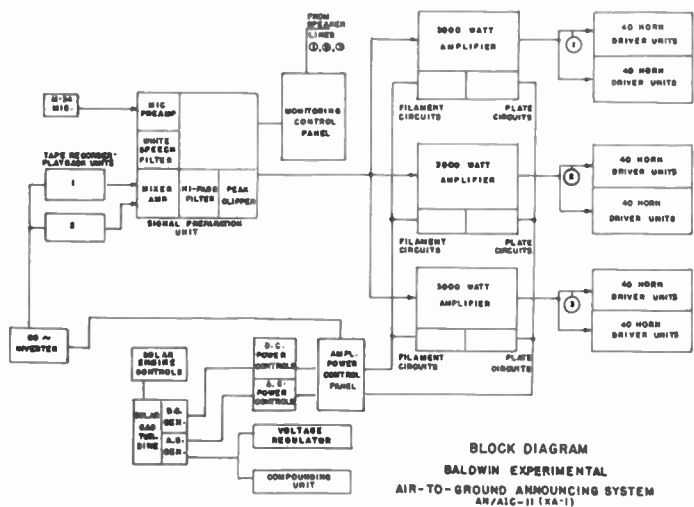 FROM
SPEAKER
LINES
①,②,③
3000 WATT
AMPLIFIER
40 HORN
DRIVER UNITS
①
40 HORN
DRIVER UNITS
M-34
MIC.
MIC
PREAMP
MONITORING
CONTROL
PANEL
FILAMENT
CIRCUITS
PLATE
CIRCUITS
WHITE
SPEECH
FILTER
TAPE RECORDER-
PLAYBACK UNITS
1
2
MIXER
AMP
HI-PASS
FILTER
PEAK
CLIPPER
SIGNAL PREPARATION
UNIT
3000 WATT
AMPLIFIER
40 HORN
DRIVER UNITS
②
40 HORN
DRIVER UNITS
FILAMENT
CIRCUITS
PLATE
CIRCUITS
3000 WATT
AMPLIFIER
40 HORN
DRIVER UNITS
③
40 HORN
DRIVER UNITS
FILAMENT
CIRCUITS
PLATE
CIRCUITS
60 ~
INVERTER
SOLAR
ENGINE
CONTROLS
D.C.
POWER
CONTROLS
A.C.
POWER
CONTROLS
AMPL.
POWER
CONTROL
PANEL
SOLAR
GAS
TUR-
BINE
D.C.
GEN.
A.C.
GEN.
VOLTAGE
REGULATOR
COMPOUNDING
UNIT
BLOCK DIAGRAM
BALDWIN EXPERIMENTAL
AIR-TO-GROUND ANNOUNCING SYSTEM
AN/AIC-11 (XA-1)